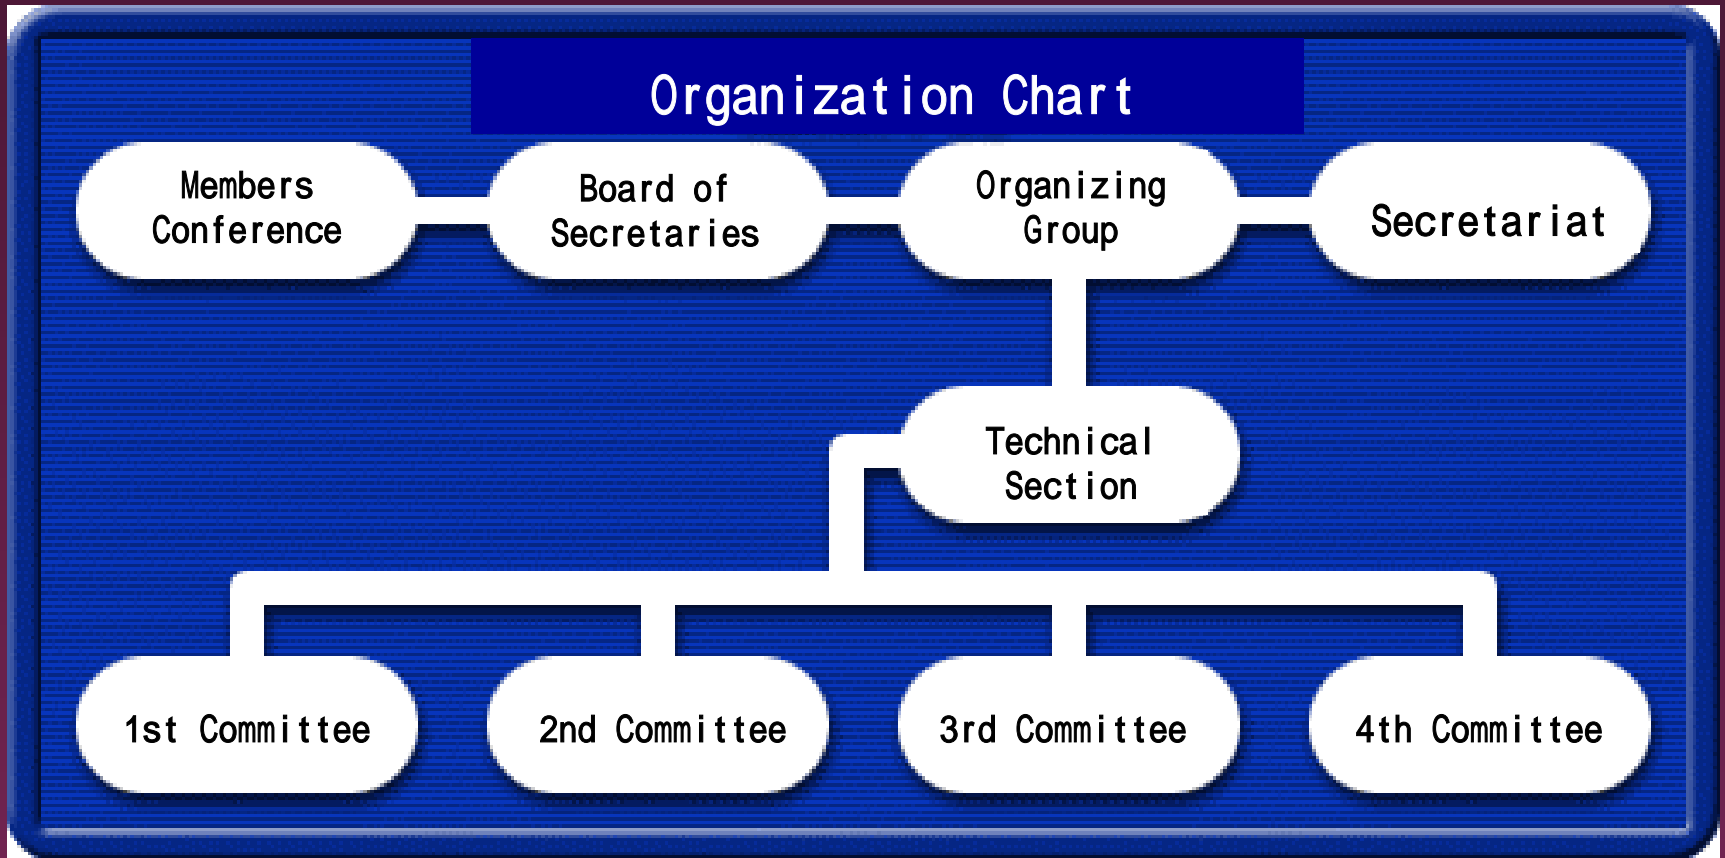 Organization Chart
Members
Conference
Board of
Secretaries
Organizing
Group
Secretariat
Technical
Section
1st Committee
2nd Committee
3rd Committee
4th Committee